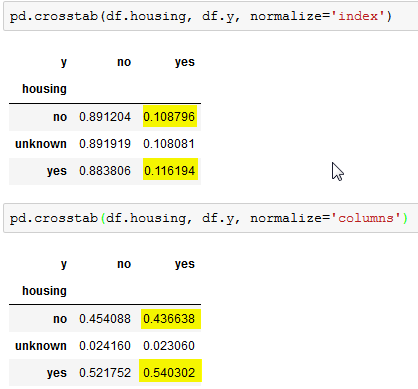 pd.crosstab(df.housing, df.y, normalize='index')
y no yes
housing
no 0.891204 0.108796
unknown 0.891919 0.108081
yes 0.883806 0.116194
pd.crosstab(df.housing, df.y, normalize='columns')
y no yes
housing
no 0.454088 0.436638
unknown 0.024160 0.023060
yes 0.521752 0.540302